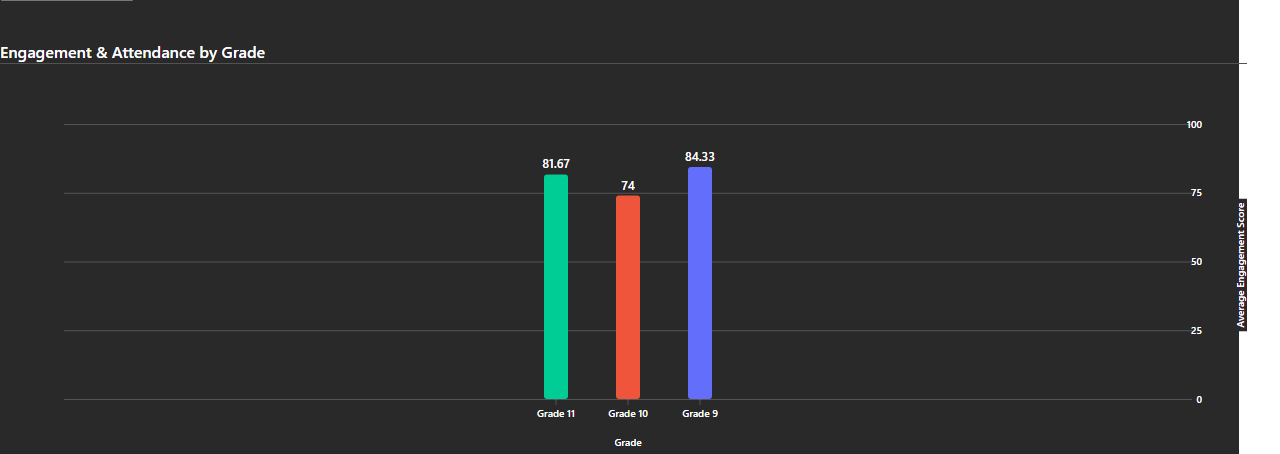 Engagement & Attendance by Grade
100
75
50
25
0
Average Engagement Score
81.67
74
84.33
Grade 11
Grade 10
Grade 9
Grade